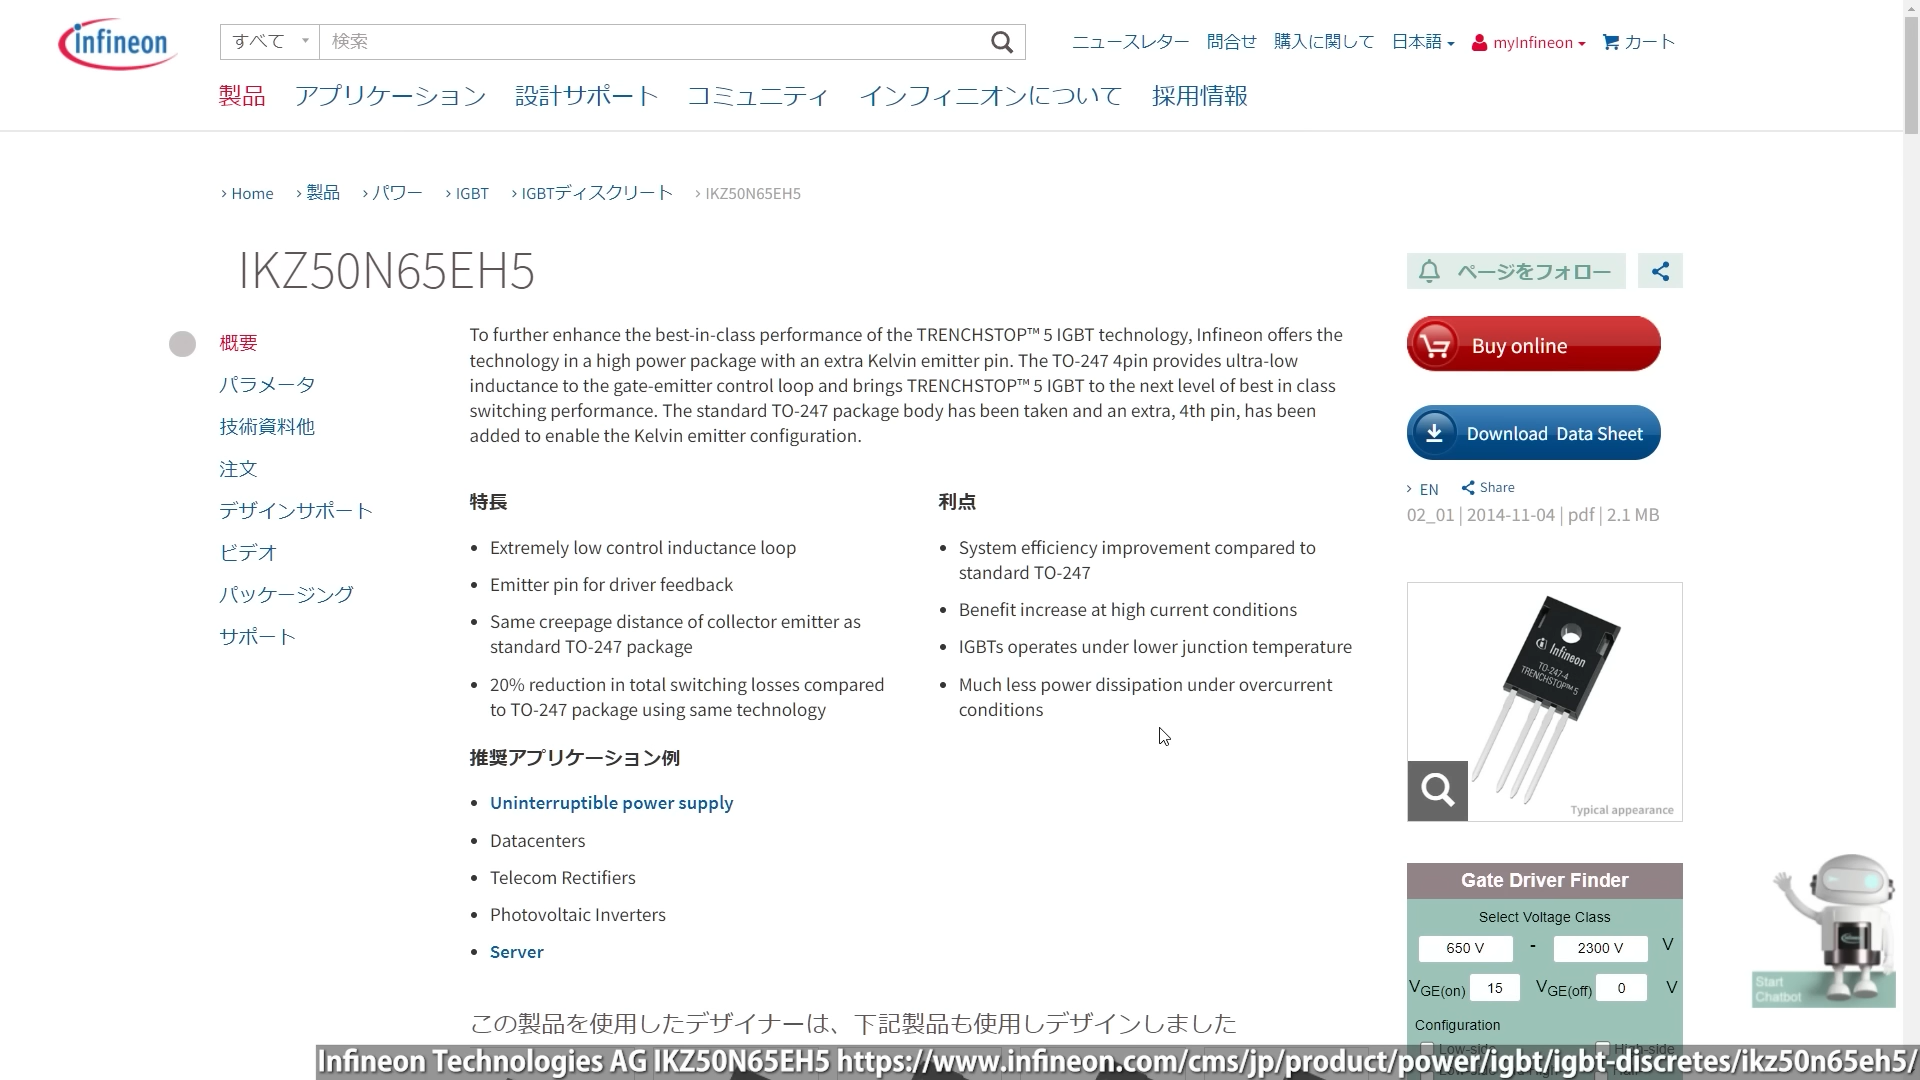 infineon
すべて
検索
ニュースレター 問合せ 購入に関して 日本語 myInfineon カート
製品 アプリケーション 設計サポート コミュニティ インフィニオンについて 採用情報
› Home › 製品 › パワー › IGBT › IGBTディスクリート › IKZ50N65EH5
IKZ50N65EH5
ページをフォロー
概要
パラメータ
技術資料他
注文
デザインサポート
ビデオ
パッケージング
サポート
To further enhance the best-in-class performance of the TRENCHSTOP™ 5 IGBT technology, Infineon offers the
technology in a high power package with an extra Kelvin emitter pin. The TO-247 4pin provides ultra-low
inductance to the gate-emitter control loop and brings TRENCHSTOP™ 5 IGBT to the next level of best in class
switching performance. The standard TO-247 package body has been taken and an extra, 4th pin, has been
added to enable the Kelvin emitter configuration.
特長
• Extremely low control inductance loop
• Emitter pin for driver feedback
• Same creepage distance of collector emitter as
standard TO-247 package
• 20% reduction in total switching losses compared
to TO-247 package using same technology
利点
• System efficiency improvement compared to
standard TO-247
• Benefit increase at high current conditions
• IGBTs operates under lower junction temperature
• Much less power dissipation under overcurrent
conditions
推奨アプリケーション例
• Uninterruptible power supply
• Datacenters
• Telecom Rectifiers
• Photovoltaic Inverters
• Server
この製品を使用したデザイナーは、下記製品も使用しデザインしました
Buy online
Download Data Sheet
› EN Share
02_01 | 2014-11-04 | pdf | 2.1 MB
Infineon
TO-247-4
TRENCHSTOP™ 5
Typical appearance
Gate Driver Finder
Select Voltage Class
650 V - 2300 V V
VGE(on) 15 VGE(off) 0 V
Configuration
Low-side High-side
Start
Chatbot
Infineon Technologies AG IKZ50N65EH5 https://www.infineon.com/cms/jp/product/power/igbt/igbt-discretes/ikz50n65eh5/